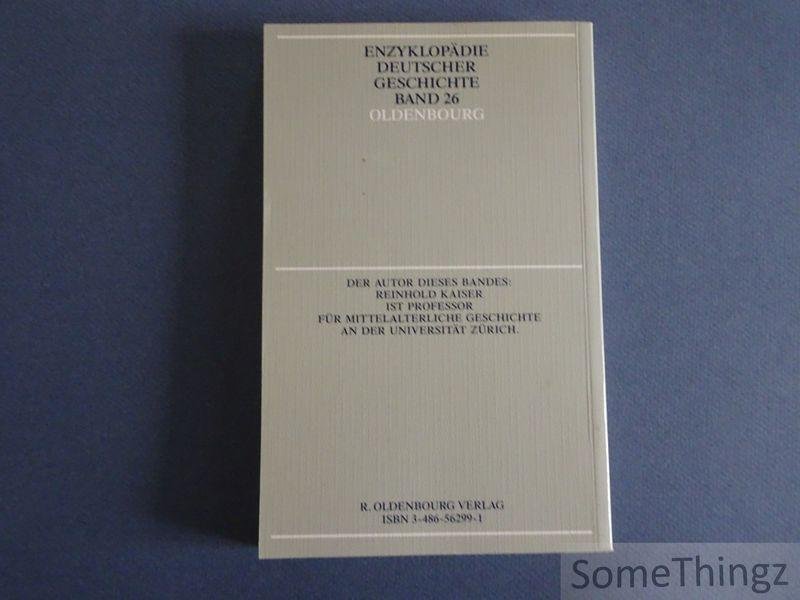 ENZYKLOPÄDIE
DEUTSCHER
GESCHICHTE
BAND 26
OLDENBOURG
DER AUTOR DIESES BANDES:
REINHOLD KAISER
IST PROFESSOR
FÜR MITTELALTERLICHE GESCHICHTE
AN DER UNIVERSITÄT ZÜRICH.
R. OLDENBOURG VERLAG
ISBN 3-486-56299-1
SomeThingz